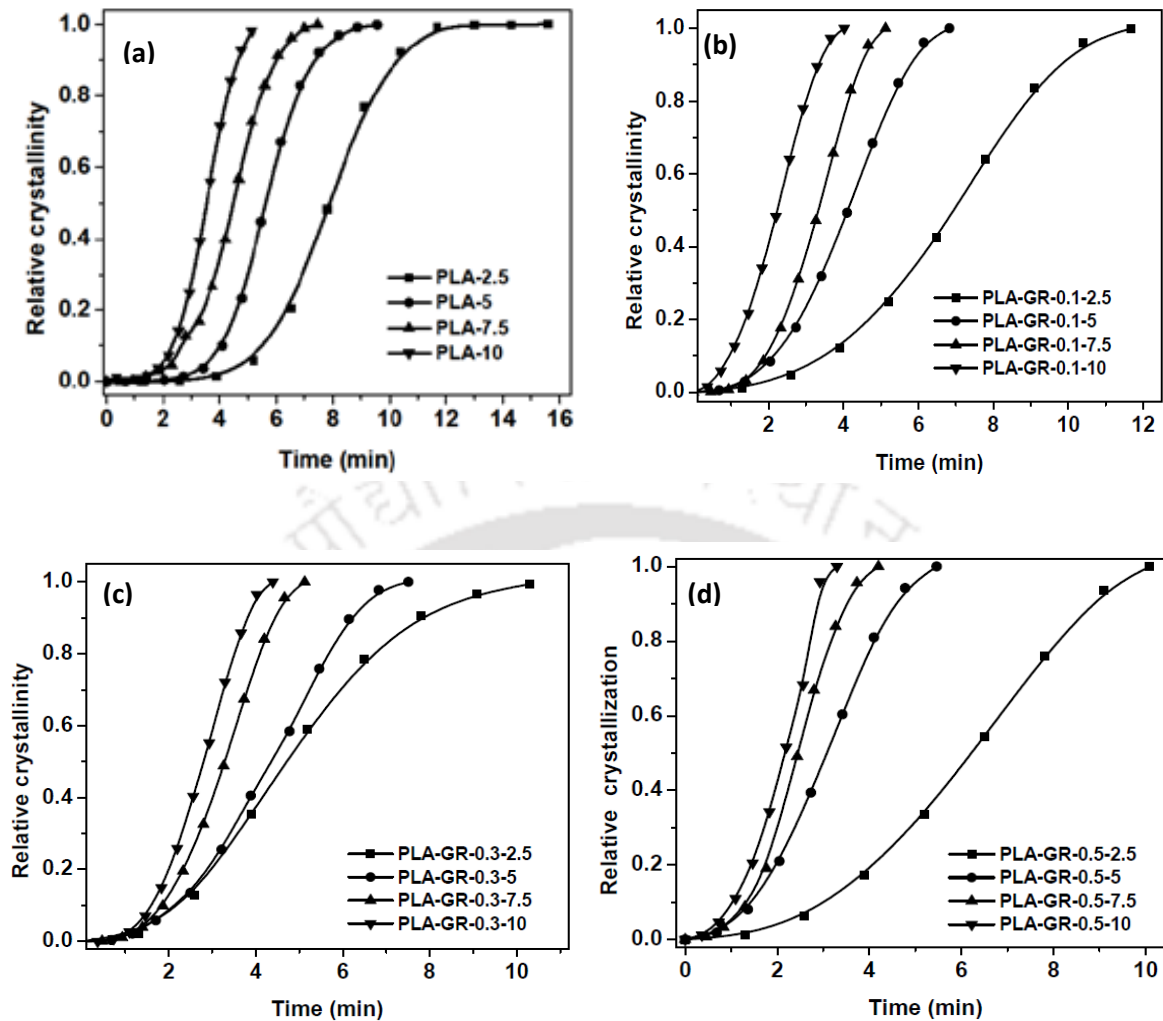 (a)
Relative crystallinity
1.0
0.8
0.6
0.4
0.2
0.0
PLA-2.5
PLA-5
PLA-7.5
PLA-10
0 2 4 6 8 10 12 14 16
Time (min)
(b)
Relative crystallinity
1.0
0.8
0.6
0.4
0.2
0.0
PLA-GR-0.1-2.5
PLA-GR-0.1-5
PLA-GR-0.1-7.5
PLA-GR-0.1-10
2 4 6 8 10 12
Time (min)
(c)
Relative crystallinity
1.0
0.8
0.6
0.4
0.2
0.0
PLA-GR-0.3-2.5
PLA-GR-0.3-5
PLA-GR-0.3-7.5
PLA-GR-0.3-10
2 4 6 8 10
Time (min)
(d)
Relative crystallization
1.0
0.8
0.6
0.4
0.2
0.0
PLA-GR-0.5-2.5
PLA-GR-0.5-5
PLA-GR-0.5-7.5
PLA-GR-0.5-10
0 2 4 6 8 10
Time (min)